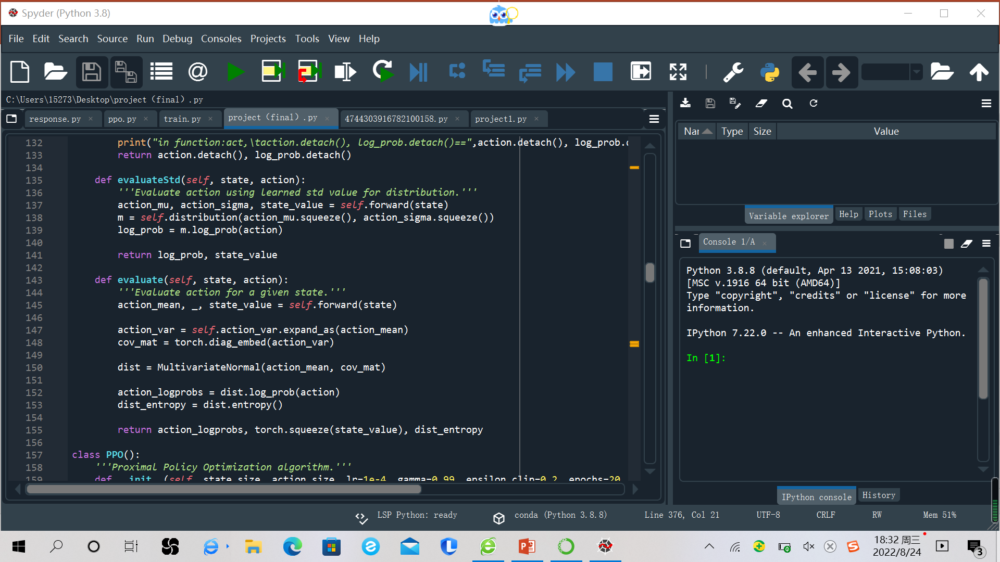 Spyder (Python 3.8)
File Edit Search Source Run Debug Consoles Projects Tools View Help
C:\Users\15273\Desktop\project（final）.py
response.py
ppo.py
train.py
project（final）.py
4744303916782100158.py
project1.py
132 print("in function:act,\taction.detach(), log_prob.detach()==",action.detach(), log_prob.
133 return action.detach(), log_prob.detach()
134
135 def evaluateStd(self, state, action):
136 '''Evaluate action using learned std value for distribution.'''
137 action_mu, action_sigma, state_value = self.forward(state)
138 m = self.distribution(action_mu.squeeze(), action_sigma.squeeze())
139 log_prob = m.log_prob(action)
140
141 return log_prob, state_value
142
143 def evaluate(self, state, action):
144 '''Evaluate action for a given state.'''
145 action_mean, _, state_value = self.forward(state)
146
147 action_var = self.action_var.expand_as(action_mean)
148 cov_mat = torch.diag_embed(action_var)
149
150 dist = MultivariateNormal(action_mean, cov_mat)
151
152 action_logprobs = dist.log_prob(action)
153 dist_entropy = dist.entropy()
154
155 return action_logprobs, torch.squeeze(state_value), dist_entropy
156
157 class PPO():
158 '''Proximal Policy Optimization algorithm.'''
159 def __init__(self, state_size, action_size, lr=1e-4, gamma=0.99, epsilon_clip=0.2, epochs=20
Nar Type Size Value
Variable explorer Help Plots Files
Console 1/A
Python 3.8.8 (default, Apr 13 2021, 15:08:03)
[MSC v.1916 64 bit (AMD64)]
Type "copyright", "credits" or "license" for more
information.
IPython 7.22.0 -- An enhanced Interactive Python.
In [1]:
IPython console History
LSP Python: ready conda (Python 3.8.8) Line 376, Col 21 UTF-8 CRLF RW Mem 51%
18:32 周三
2022/8/24
3